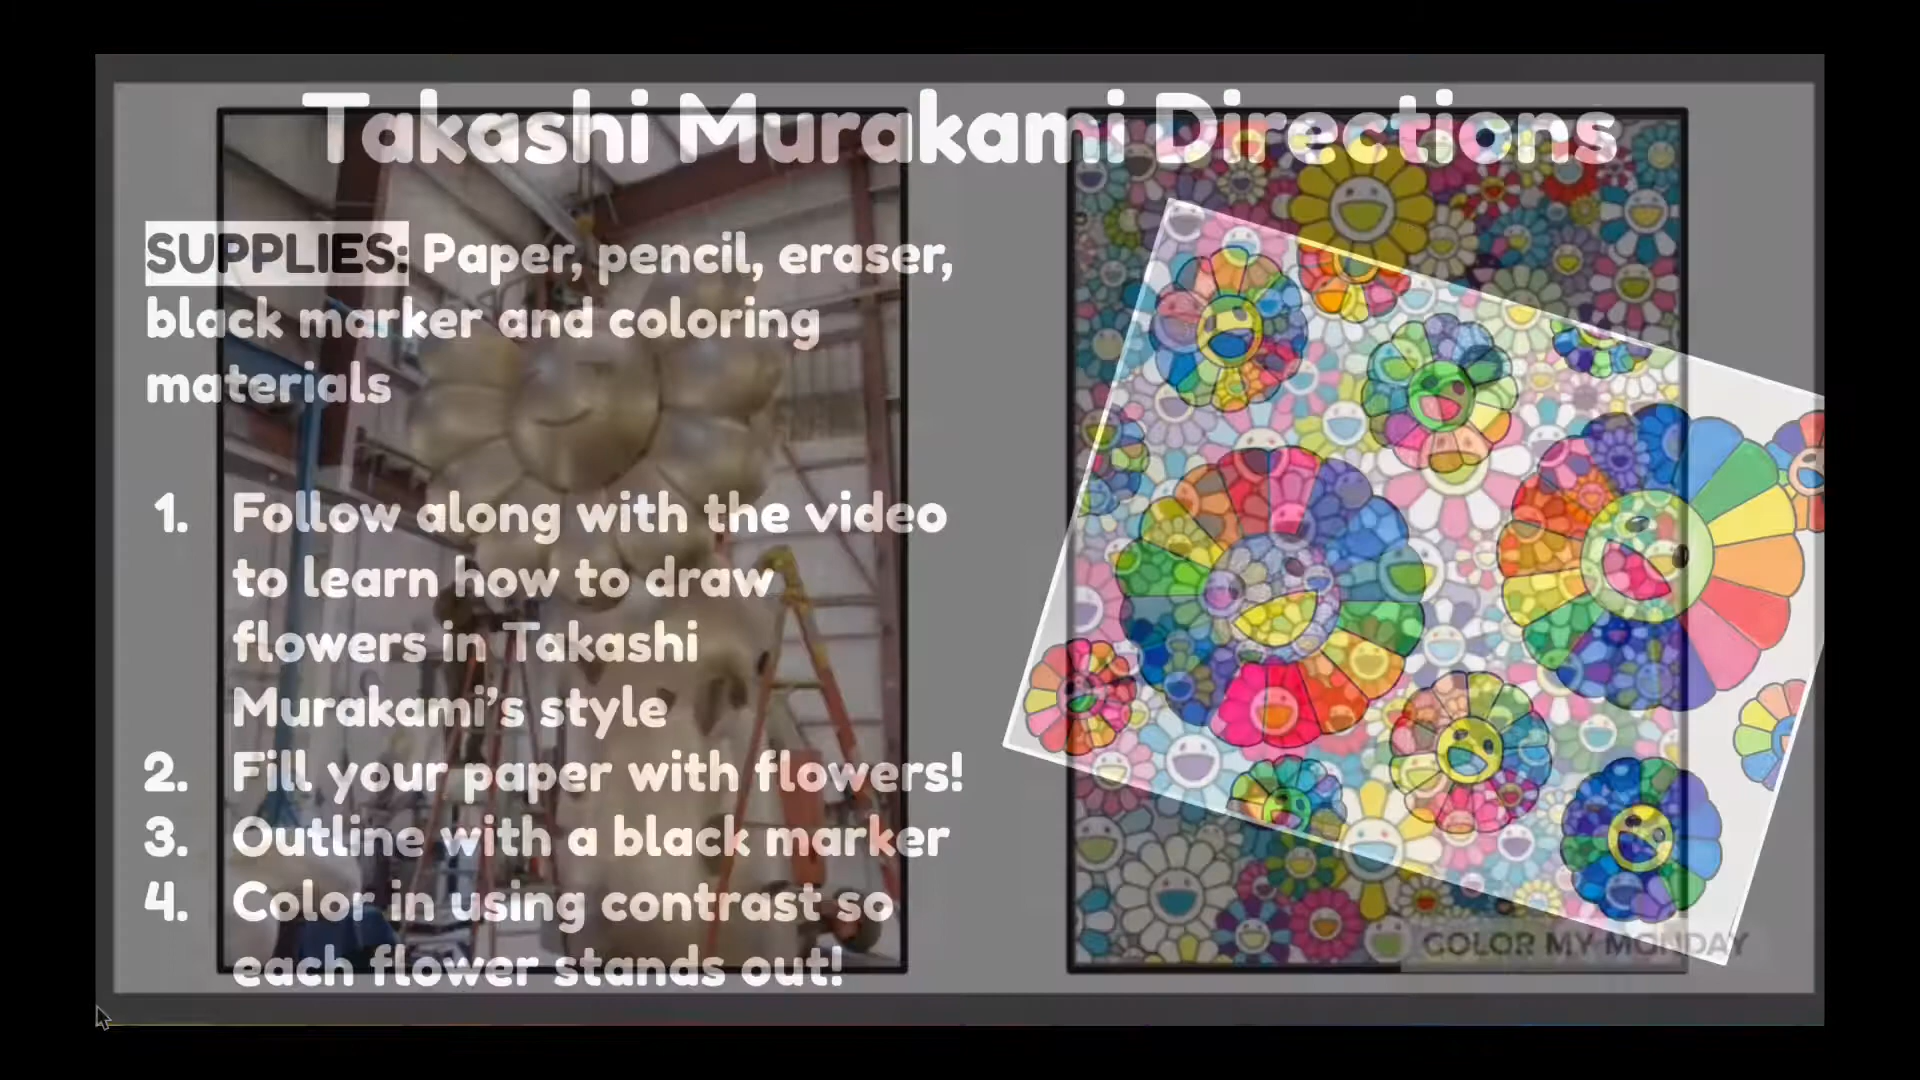 Takashi Murakami Directions
SUPPLIES: Paper, pencil, eraser,
black marker and coloring
materials
1. Follow along with the video
to learn how to draw
flowers in Takashi
Murakami’s style
2. Fill your paper with flowers!
3. Outline with a black marker
4. Color in using contrast so
each flower stands out!
COLOR MY MONDAY